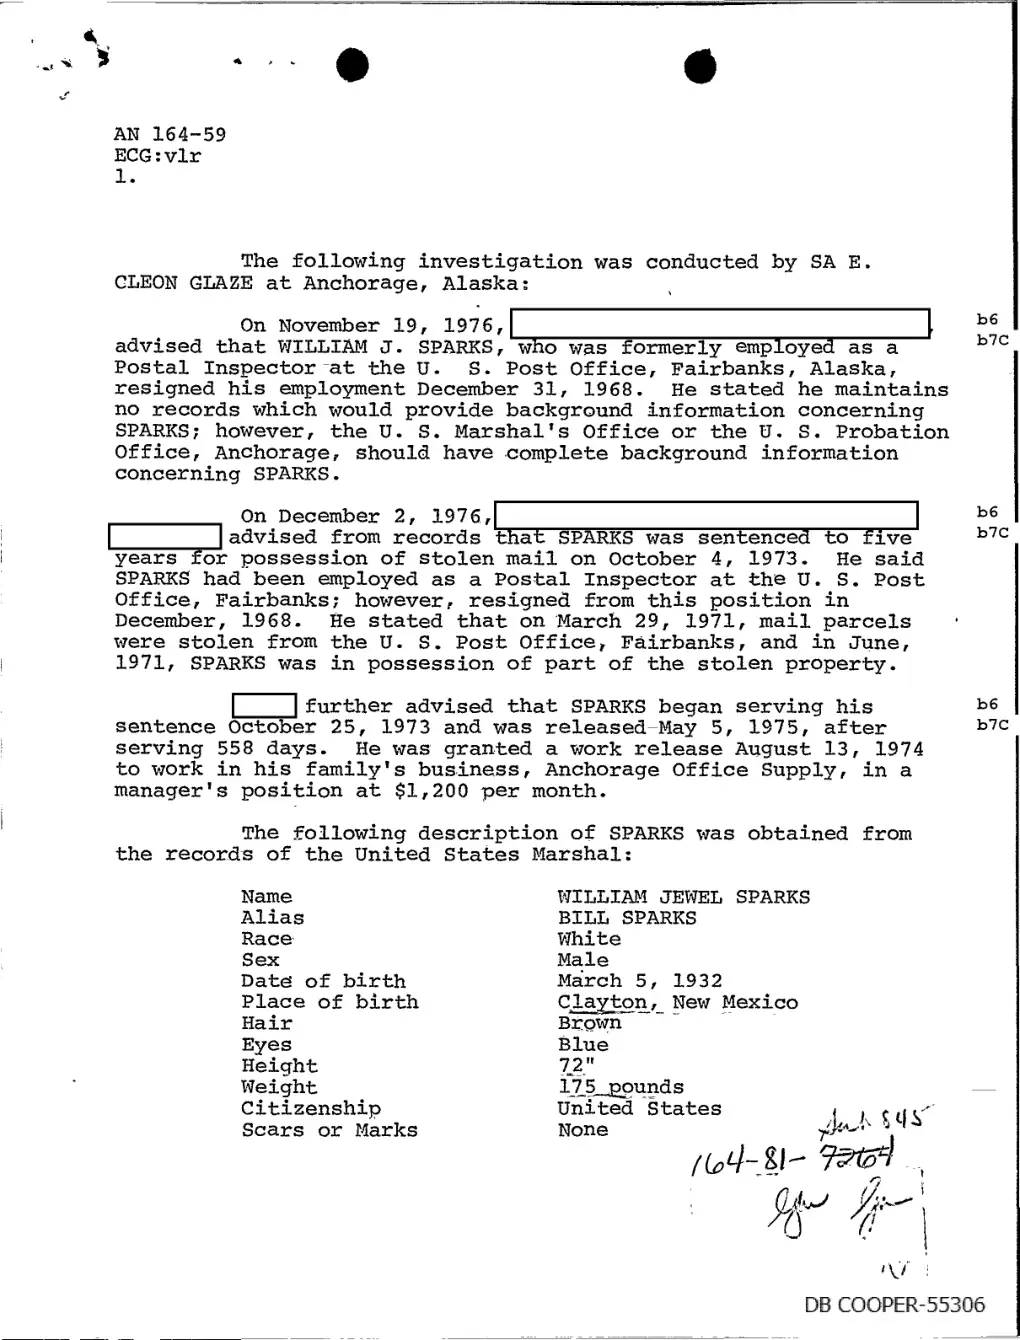 AN 164-59
ECG:vlr
1.
The following investigation was conducted by SA E.
CLEON GLAZE at Anchorage, Alaska:
On November 19, 1976,
b6
b7C
advised that WILLIAM J. SPARKS, who was formerly employed as a
Postal Inspector at the U. S. Post Office, Fairbanks, Alaska,
resigned his employment December 31, 1968. He stated he maintains
no records which would provide background information concerning
SPARKS; however, the U. S. Marshal's Office or the U. S. Probation
Office, Anchorage, should have complete background information
concerning SPARKS.
On December 2, 1976,
b6
b7C
advised from records that SPARKS was sentenced to five
years for possession of stolen mail on October 4, 1973. He said
SPARKS had been employed as a Postal Inspector at the U. S. Post
Office, Fairbanks; however, resigned from this position in
December, 1968. He stated that on March 29, 1971, mail parcels
were stolen from the U. S. Post Office, Fairbanks, and in June,
1971, SPARKS was in possession of part of the stolen property.
further advised that SPARKS began serving his
b6
b7C
sentence October 25, 1973 and was released May 5, 1975, after
serving 558 days. He was granted a work release August 13, 1974
to work in his family's business, Anchorage Office Supply, in a
manager's position at $1,200 per month.
The following description of SPARKS was obtained from
the records of the United States Marshal:
Name WILLIAM JEWEL SPARKS
Alias BILL SPARKS
Race White
Sex Male
Date of birth March 5, 1932
Place of birth Clayton, New Mexico
Hair Brown
Eyes Blue
Height 72"
Weight 175 pounds
Citizenship United States
Scars or Marks None
Sub 845
164-81-7264
DB COOPER-55306